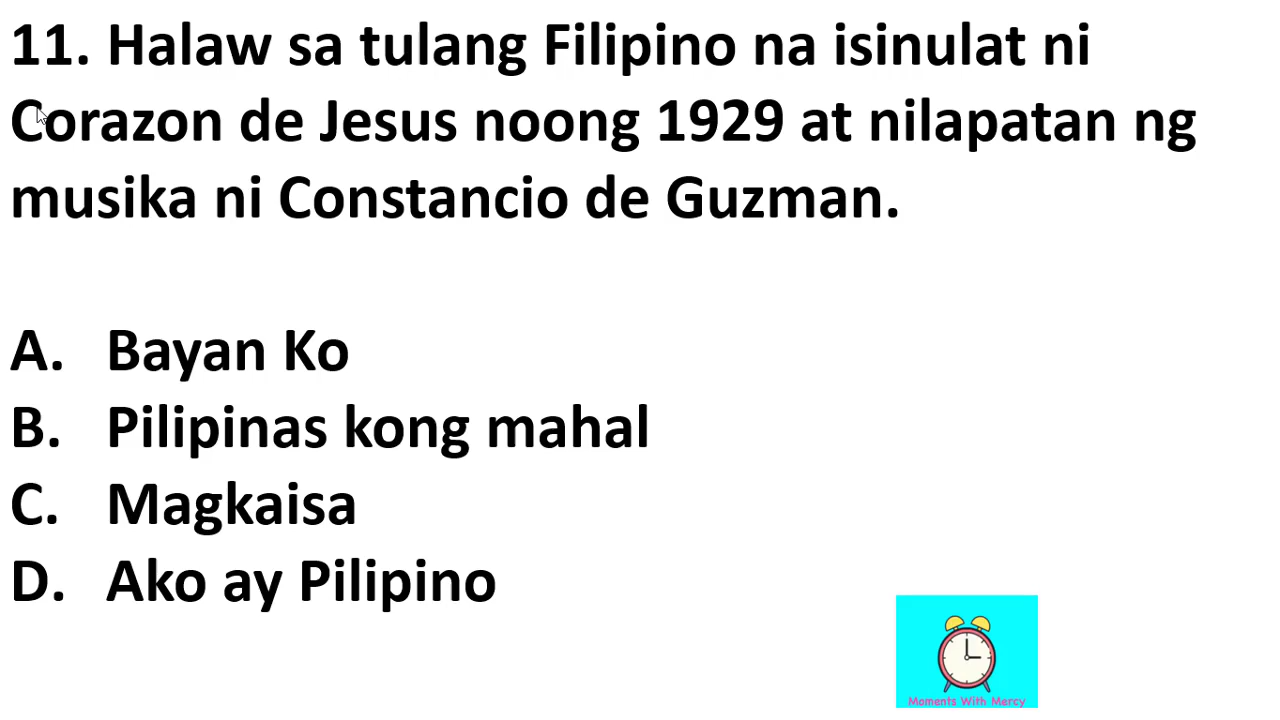 11. Halaw sa tulang Filipino na isinulat ni
Corazon de Jesus noong 1929 at nilapatan ng
musika ni Constancio de Guzman.
A. Bayan Ko
B. Pilipinas kong mahal
C. Magkaisa
D. Ako ay Pilipino
Moments With Mercy